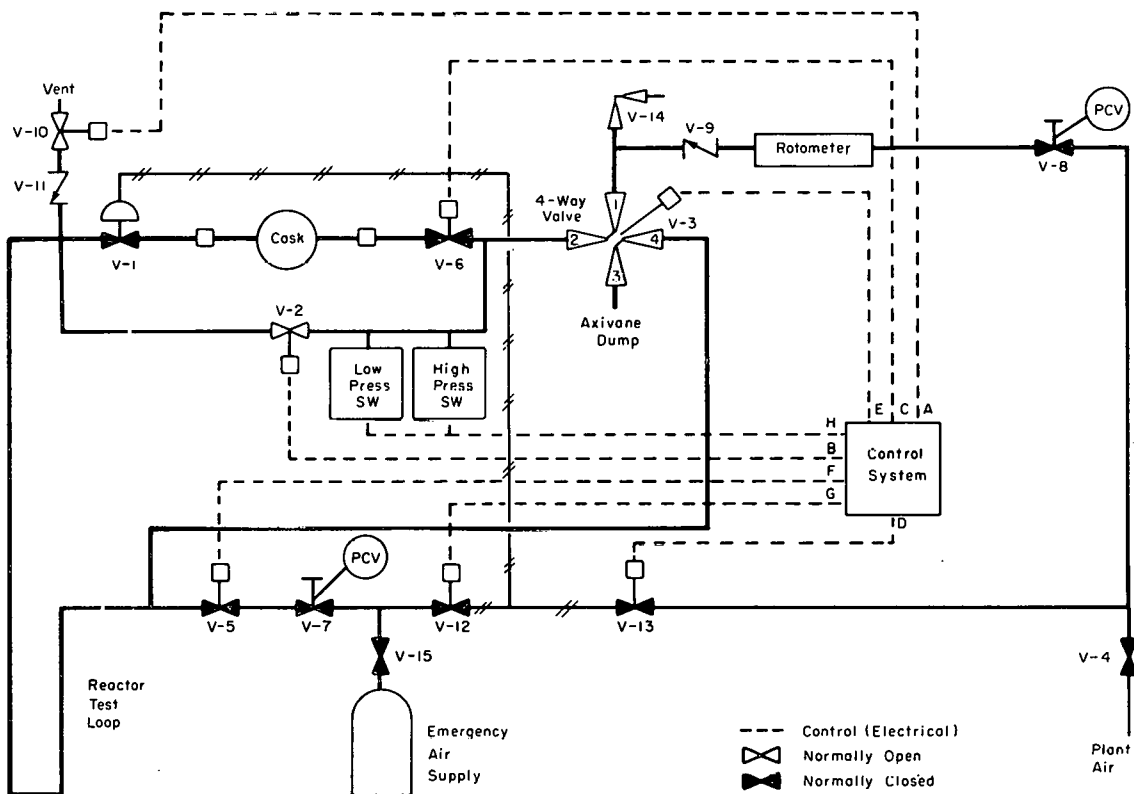 Vent
V-10
V-11
V-1
Cask
V-6
V-2
Low
Press
SW
High
Press
SW
4-Way
Valve
V-14
V-9
Rotometer
PCV
V-8
V-3
1
2
3
4
Axivane
Dump
E
C
A
H
B
F
G
D
Control
System
PCV
V-5
V-7
V-12
V-13
V-15
V-4
Reactor
Test
Loop
Emergency
Air
Supply
Plant
Air
Control (Electrical)
Normally Open
Normally Closed